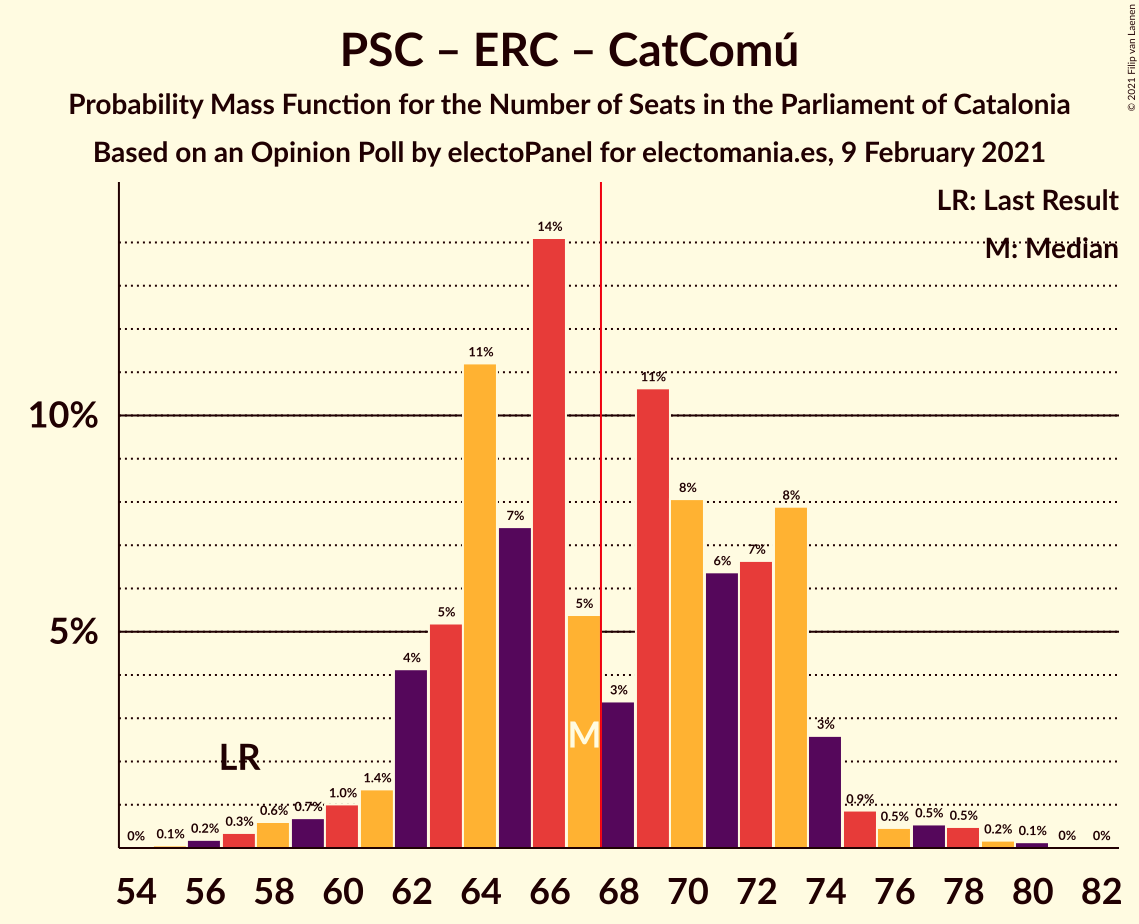 PSC – ERC – CatComú
Probability Mass Function for the Number of Seats in the Parliament of Catalonia
Based on an Opinion Poll by electoPanel for electomania.es, 9 February 2021
© 2021 Filip van Laenen
LR: Last Result
M: Median
14%
11%
11%
10%
8%
8%
7%
7%
6%
5%
5%
5%
4%
3%
M
3%
LR
1.4%
1.0%
0.9%
0% 0.1% 0.2% 0.3% 0.6% 0.7% 0.5% 0.5% 0.5% 0.2% 0.1% 0% 0%
54 56 58 60 62 64 66 68 70 72 74 76 78 80 82